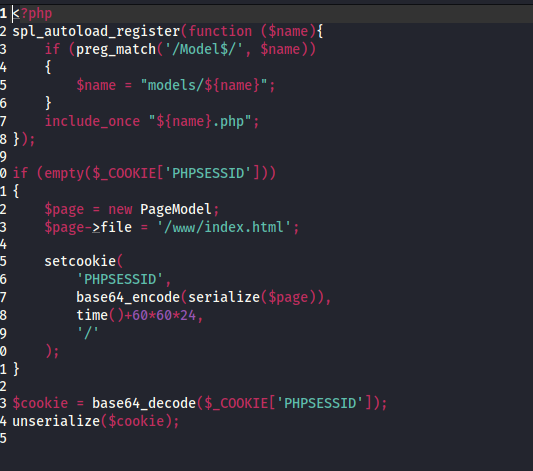 1 <?php
2 spl_autoload_register(function ($name){
3     if (preg_match('/Model$/', $name))
4     {
5         $name = "models/${name}";
6     }
7     include_once "${name}.php";
8 });
9
0 if (empty($_COOKIE['PHPSESSID']))
1 {
2     $page = new PageModel;
3     $page->file = '/www/index.html';
4
5     setcookie(
6         'PHPSESSID',
7         base64_encode(serialize($page)),
8         time()+60*60*24,
9         '/'
0     );
1 }
2
3 $cookie = base64_decode($_COOKIE['PHPSESSID']);
4 unserialize($cookie);
5